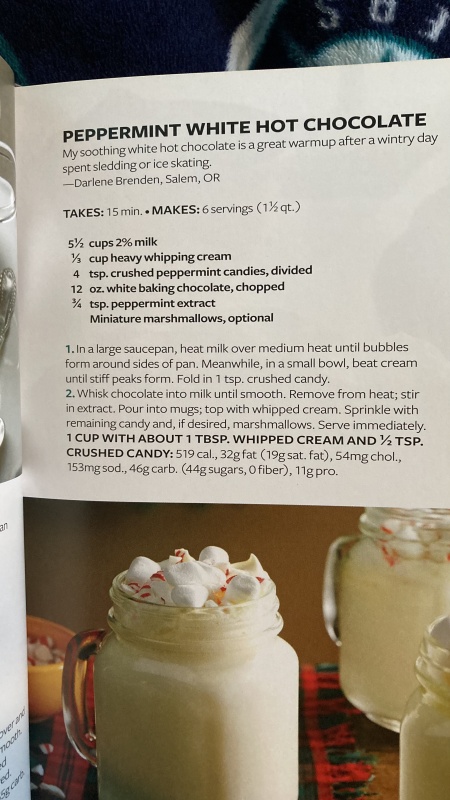 PEPPERMINT WHITE HOT CHOCOLATE
My soothing white hot chocolate is a great warmup after a wintry day
spent sledding or ice skating.
—Darlene Brenden, Salem, OR
TAKES: 15 min. • MAKES: 6 servings (1½ qt.)
5½ cups 2% milk
⅓ cup heavy whipping cream
4 tsp. crushed peppermint candies, divided
12 oz. white baking chocolate, chopped
¾ tsp. peppermint extract
Miniature marshmallows, optional
1. In a large saucepan, heat milk over medium heat until bubbles
form around sides of pan. Meanwhile, in a small bowl, beat cream
until stiff peaks form. Fold in 1 tsp. crushed candy.
2. Whisk chocolate into milk until smooth. Remove from heat; stir
in extract. Pour into mugs; top with whipped cream. Sprinkle with
remaining candy and, if desired, marshmallows. Serve immediately.
1 CUP WITH ABOUT 1 TBSP. WHIPPED CREAM AND ½ TSP.
CRUSHED CANDY: 519 cal., 32g fat (19g sat. fat), 54mg chol.,
153mg sod., 46g carb. (44g sugars, 0 fiber), 11g pro.
over and